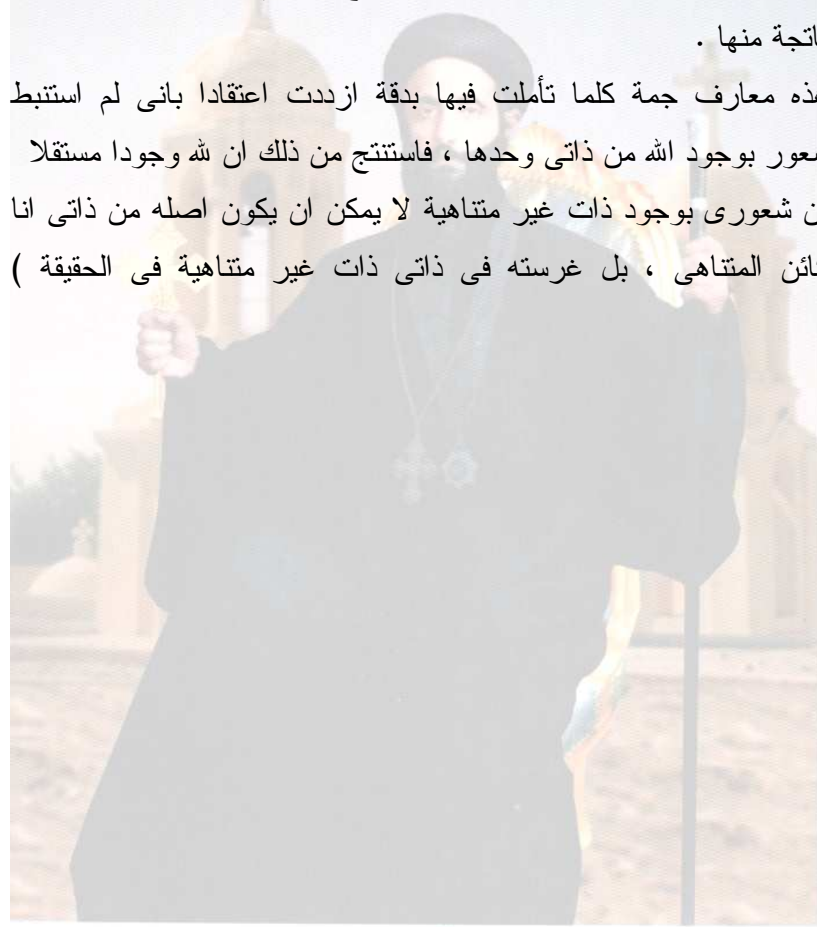 اتجة منها .
ذه معارف جمة كلما تأملت فيها بدقة ازددت اعتقادا بانى لم استنبط
عور بوجود الله من ذاتى وحدها ، فاستنتج من ذلك ان لله وجودا مستقلا
ن شعورى بوجود ذات غير متناهية لا يمكن ان يكون اصله من ذاتى انا
ائن المتناهى ، بل غرسته فى ذاتى ذات غير متناهية فى الحقيقة )